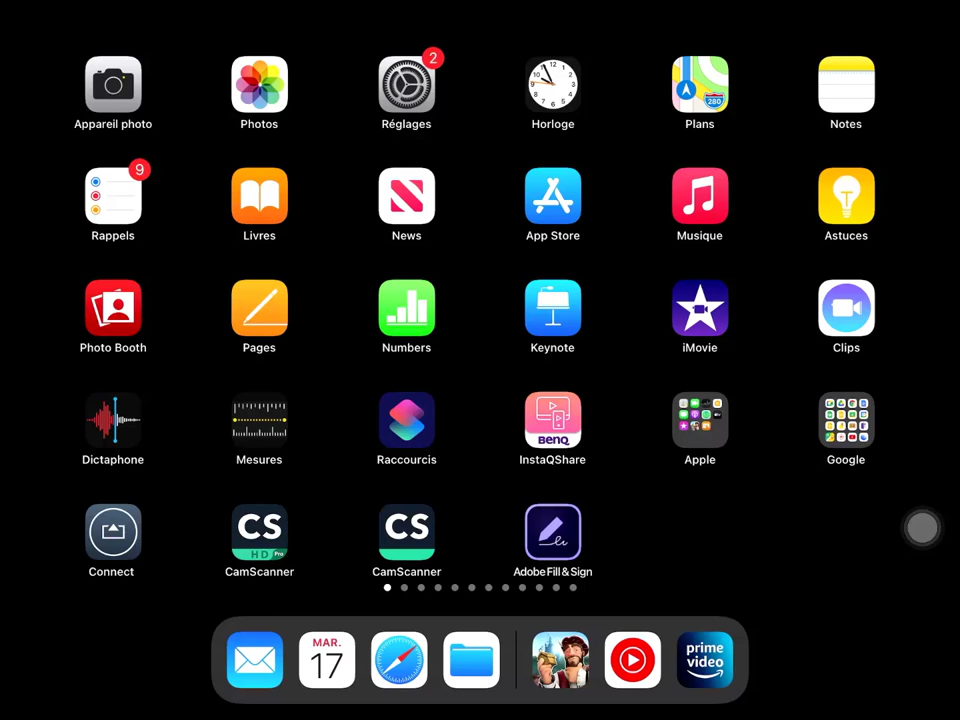 2
Appareil photo Photos Réglages Horloge Plans Notes
9
Rappels Livres News App Store Musique Astuces
Photo Booth Pages Numbers Keynote iMovie Clips
BenQ
Dictaphone Mesures Raccourcis InstaQShare Apple Google
CS CS
HD Pro
Connect CamScanner CamScanner Adobe Fill & Sign
MAR.
17
prime
video